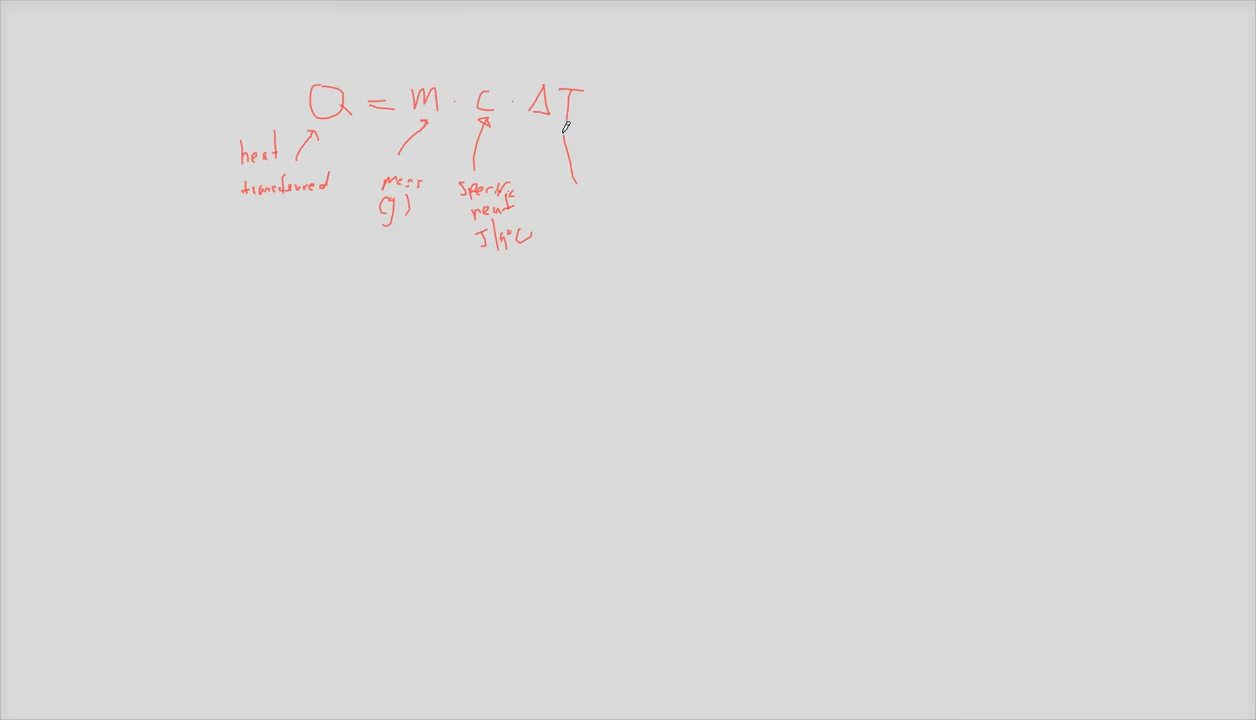 Q = m · c · ΔT
heat
transferred
mass
(g)
specific
heat
J/g°C